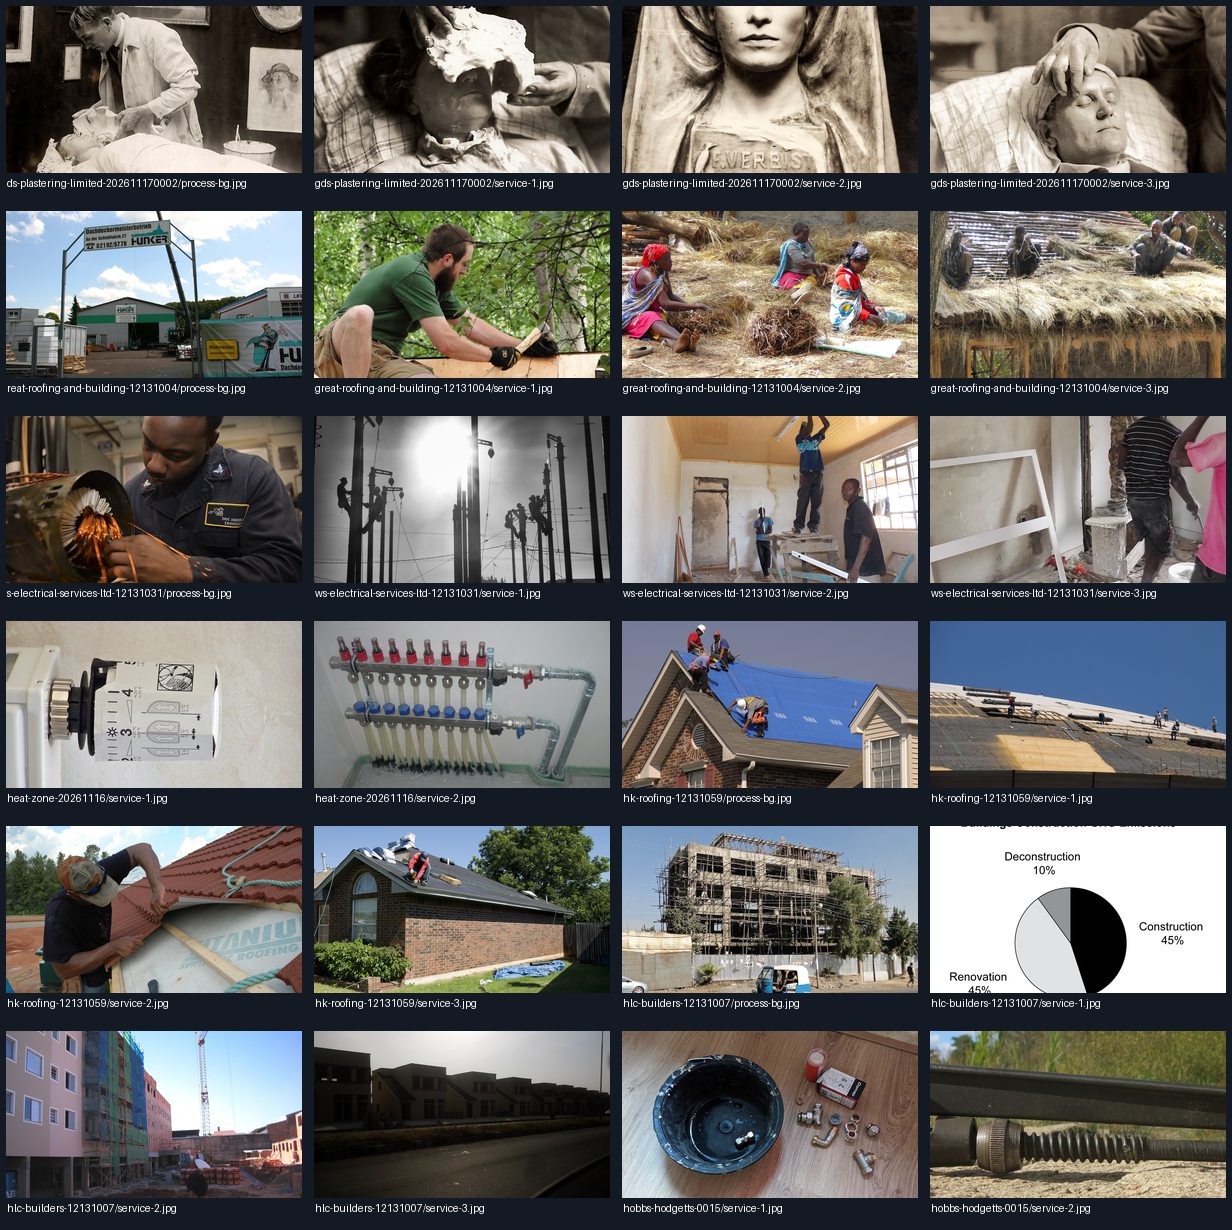 E.VERBIS
ds-plastering-limited-202611170002/process-bg.jpg
gds-plastering-limited-202611170002/service-1.jpg
gds-plastering-limited-202611170002/service-2.jpg
gds-plastering-limited-202611170002/service-3.jpg
Dachdeckermeisterbetrieb
HUNKER
reat-roofing-and-building-12131004/process-bg.jpg
great-roofing-and-building-12131004/service-1.jpg
great-roofing-and-building-12131004/service-2.jpg
great-roofing-and-building-12131004/service-3.jpg
s-electrical-services-ltd-12131031/process-bg.jpg
ws-electrical-services-ltd-12131031/service-1.jpg
ws-electrical-services-ltd-12131031/service-2.jpg
ws-electrical-services-ltd-12131031/service-3.jpg
4
3
2
heat-zone-20261116/service-1.jpg
heat-zone-20261116/service-2.jpg
hk-roofing-12131059/process-bg.jpg
hk-roofing-12131059/service-1.jpg
Deconstruction
10%
Construction
45%
Renovation
45%
hk-roofing-12131059/service-2.jpg
hk-roofing-12131059/service-3.jpg
hlc-builders-12131007/process-bg.jpg
hlc-builders-12131007/service-1.jpg
hlc-builders-12131007/service-2.jpg
hlc-builders-12131007/service-3.jpg
hobbs-hodgetts-0015/service-1.jpg
hobbs-hodgetts-0015/service-2.jpg